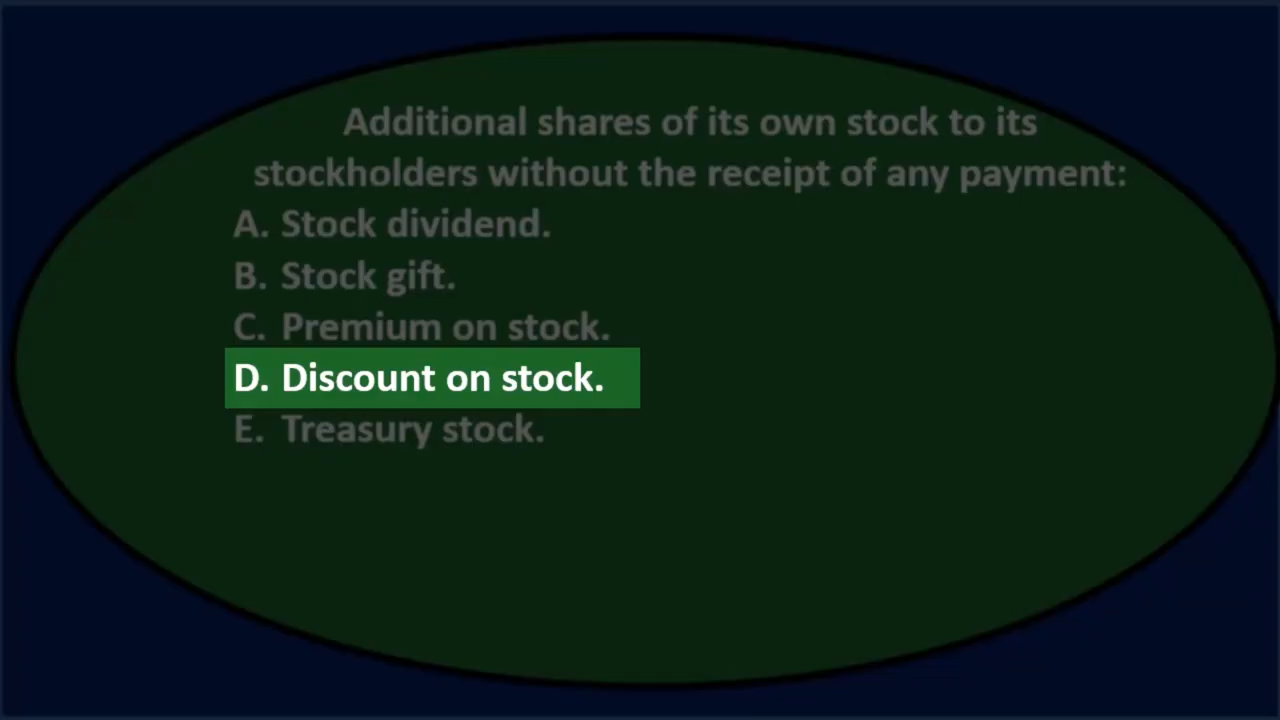 Additional shares of its own stock to its
stockholders without the receipt of any payment:
A. Stock dividend.
B. Stock gift.
C. Premium on stock.
D. Discount on stock.
E. Treasury stock.